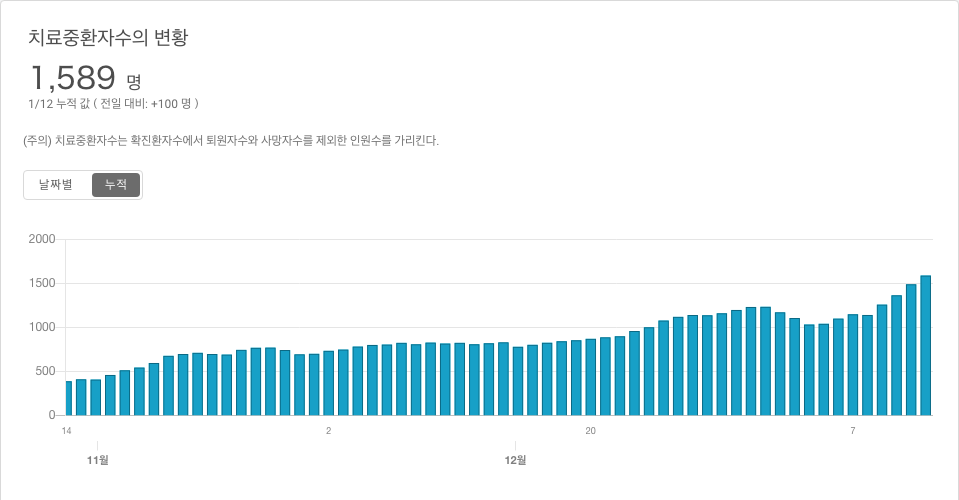 치료중환자수의 변황
1,589 명
1/12 누적 값 ( 전일 대비: +100 명 )
(주의) 치료중환자수는 확진환자수에서 퇴원자수와 사망자수를 제외한 인원수를 가리킨다.
날짜별 누적
2000
1500
1000
500
0
14 2 20 7
11월 12월